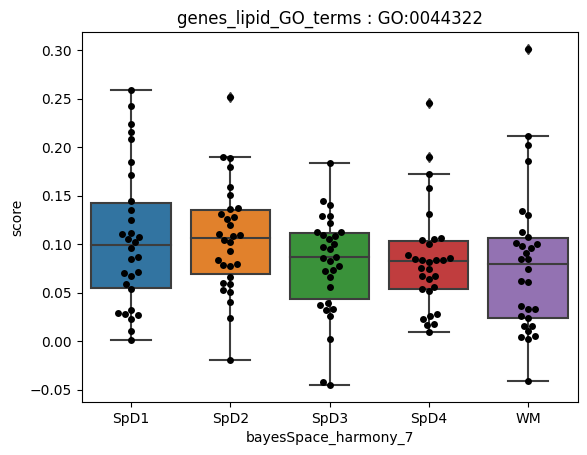 genes_lipid_GO_terms : GO:0044322
score
0.30
0.25
0.20
0.15
0.10
0.05
0.00
−0.05
SpD1 SpD2 SpD3 SpD4 WM
bayesSpace_harmony_7